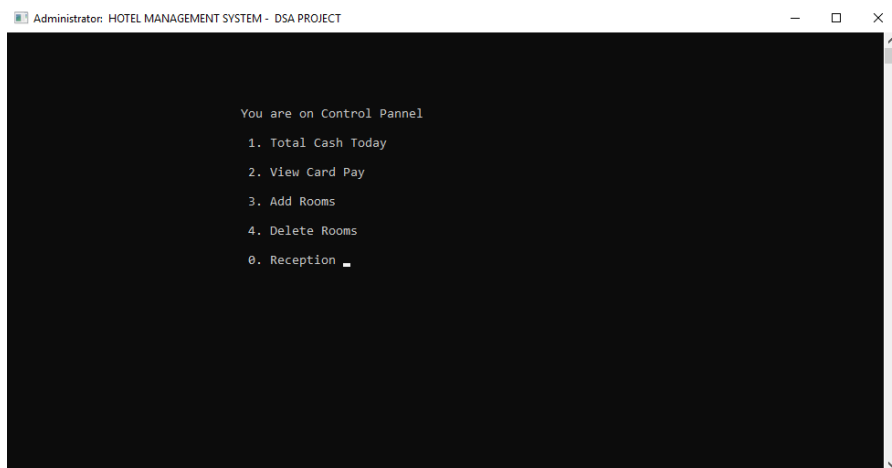 Administrator: HOTEL MANAGEMENT SYSTEM - DSA PROJECT
You are on Control Pannel
1. Total Cash Today
2. View Card Pay
3. Add Rooms
4. Delete Rooms
0. Reception